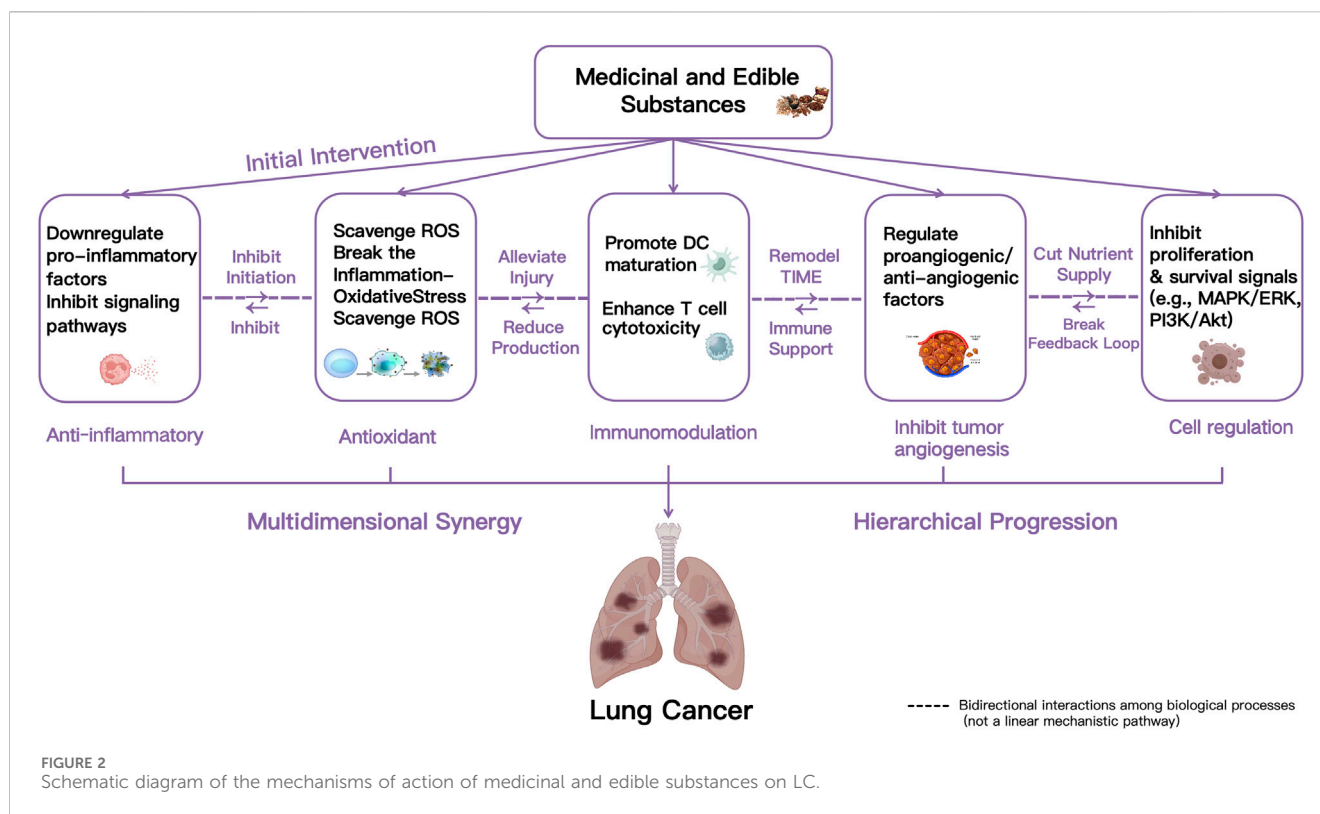 Medicinal and Edible
Substances
Initial Intervention
Downregulate
pro-inflammatory
factors
Inhibit signaling
pathways
Inhibit
Initiation
Inhibit
Scavenge ROS
Break the
Inflammation-
OxidativeStress
Scavenge ROS
Alleviate
Injury
Reduce
Production
Promote DC
maturation
Enhance T cell
cytotoxicity
Remodel
TIME
Immune
Support
Regulate
proangiogenic/
anti-angiogenic
factors
Cut Nutrient
Supply
Break
Feedback Loop
Inhibit
proliferation
& survival signals
(e.g., MAPK/ERK,
PI3K/Akt)
Anti-inflammatory
Antioxidant
Immunomodulation
Inhibit tumor
angiogenesis
Cell regulation
Multidimensional Synergy
Hierarchical Progression
Lung Cancer
Bidirectional interactions among biological processes
(not a linear mechanistic pathway)
FIGURE 2
Schematic diagram of the mechanisms of action of medicinal and edible substances on LC.